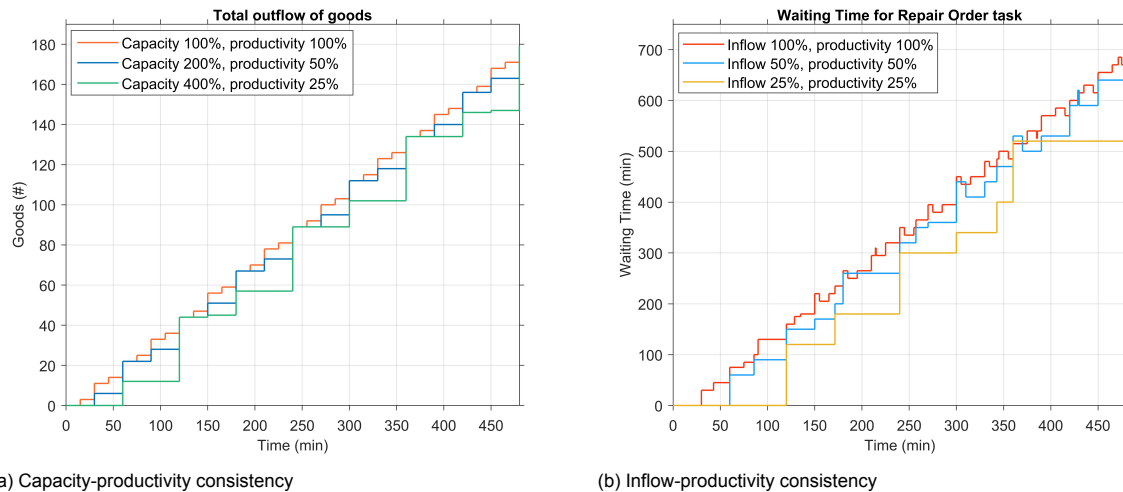 Total outflow of goods
Capacity 100%, productivity 100%
Capacity 200%, productivity 50%
Capacity 400%, productivity 25%
Goods (#)
180
160
140
120
100
80
60
40
20
0
0 50 100 150 200 250 300 350 400 450
Time (min)
a) Capacity-productivity consistency
Waiting Time for Repair Order task
Inflow 100%, productivity 100%
Inflow 50%, productivity 50%
Inflow 25%, productivity 25%
Waiting Time (min)
700
600
500
400
300
200
100
0
0 50 100 150 200 250 300 350 400 450
Time (min)
(b) Inflow-productivity consistency